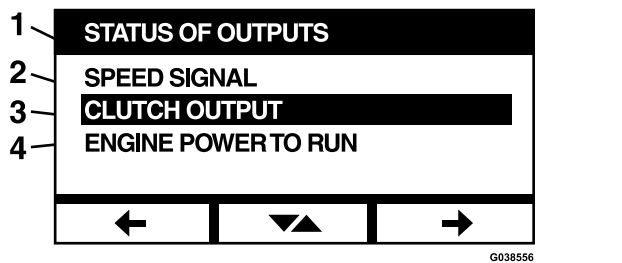 1 STATUS OF OUTPUTS
2 SPEED SIGNAL
3 CLUTCH OUTPUT
4 ENGINE POWER TO RUN
G038556